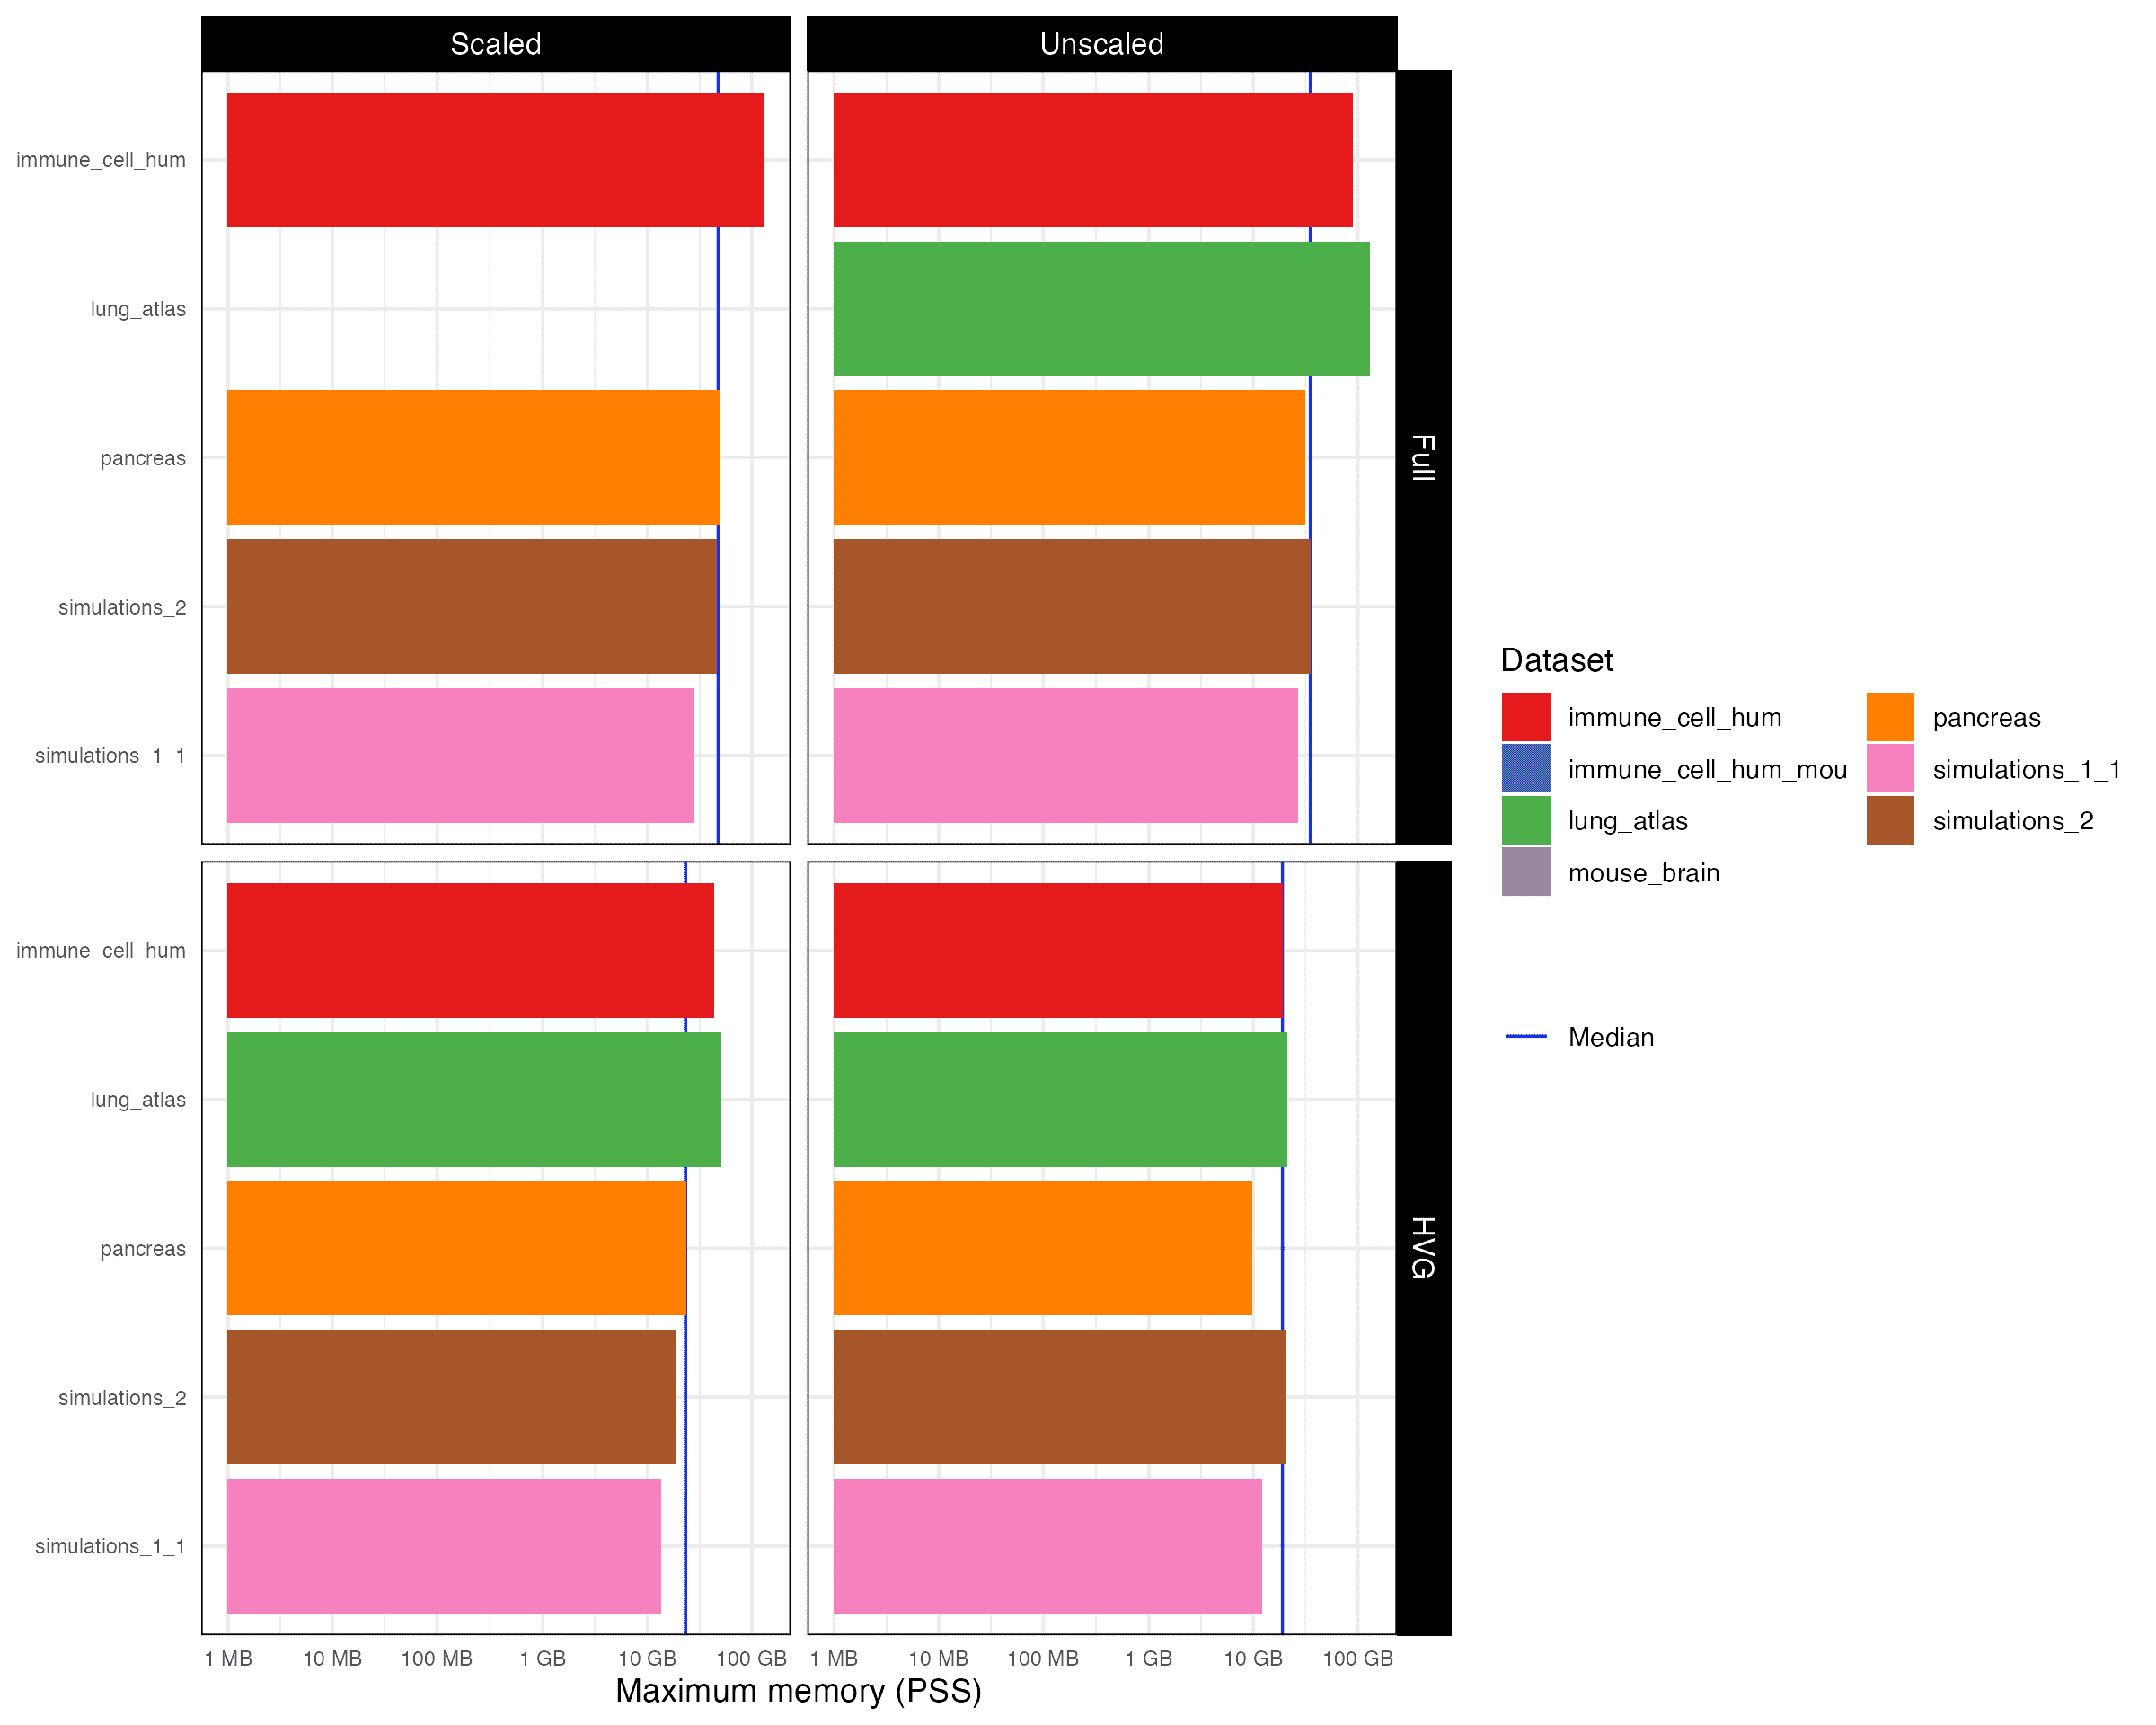 Scaled
Unscaled
immune_cell_hum
lung_atlas
pancreas
simulations_2
simulations_1_1
Full
immune_cell_hum
lung_atlas
pancreas
simulations_2
simulations_1_1
HVG
1 MB 10 MB 100 MB 1 GB 10 GB 100 GB
1 MB 10 MB 100 MB 1 GB 10 GB 100 GB
Maximum memory (PSS)
Dataset
immune_cell_hum
immune_cell_hum_mou
lung_atlas
mouse_brain
pancreas
simulations_1_1
simulations_2
Median